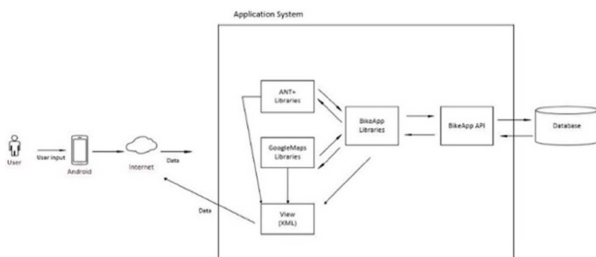 Application System
ANT+
Libraries
BikeApp
Libraries
BikeApp API
Database
GoogleMaps
Libraries
User
User input
Android
Internet
Data
Data
View
(XML)